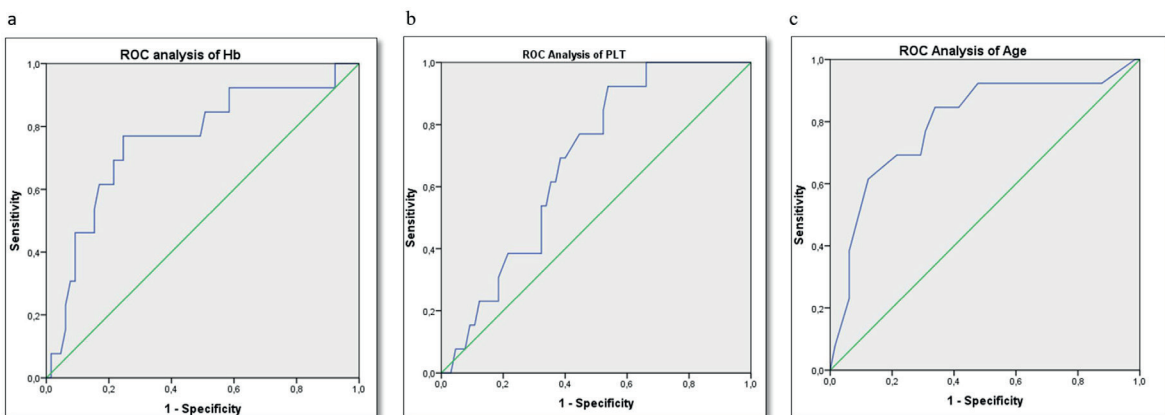 a
ROC analysis of Hb
1,0
0,8
0,6
0,4
0,2
0,0
0,0 0,2 0,4 0,6 0,8 1,0
Sensitivity
1 - Specificity
b
ROC Analysis of PLT
1,0
0,8
0,6
0,4
0,2
0,0
0,0 0,2 0,4 0,6 0,8 1,0
Sensitivity
1 - Specificity
c
ROC Analysis of Age
1,0
0,8
0,6
0,4
0,2
0,0
0,0 0,2 0,4 0,6 0,8 1,0
Sensitivity
1 - Specificity